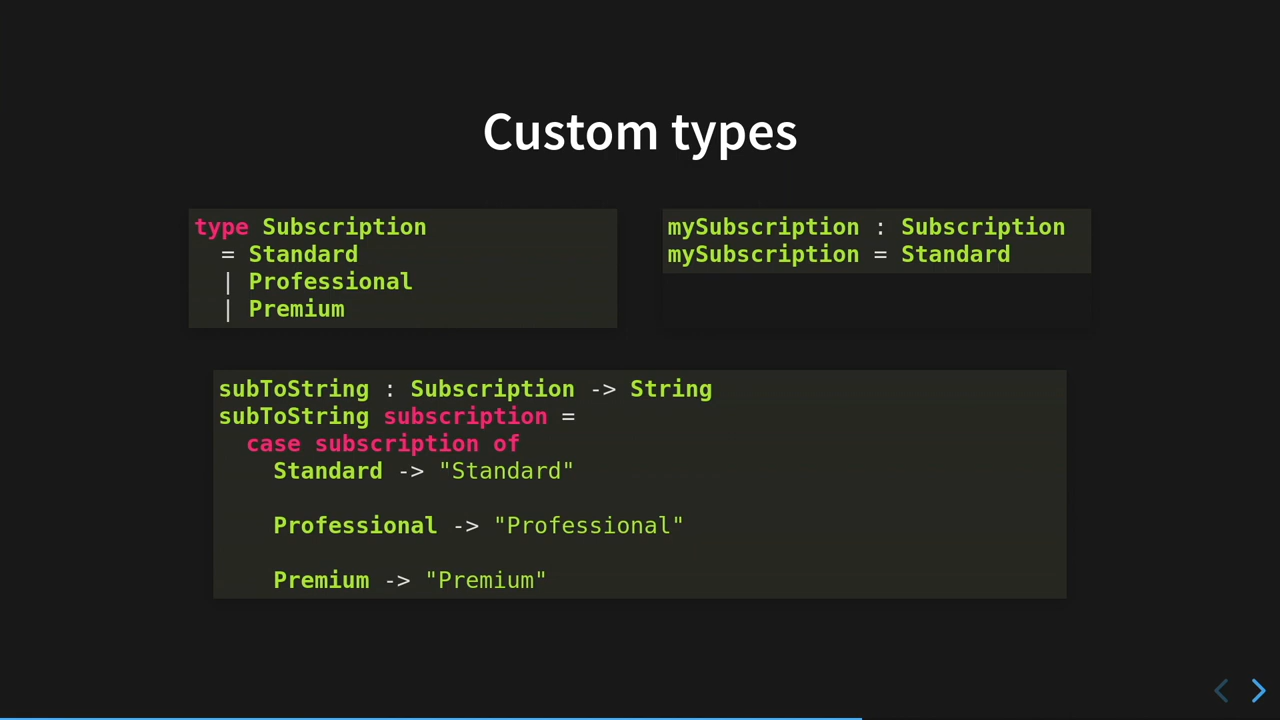 Custom types
type Subscription
  = Standard
  | Professional
  | Premium
mySubscription : Subscription
mySubscription = Standard
subToString : Subscription -> String
subToString subscription =
  case subscription of
    Standard -> "Standard"
    Professional -> "Professional"
    Premium -> "Premium"